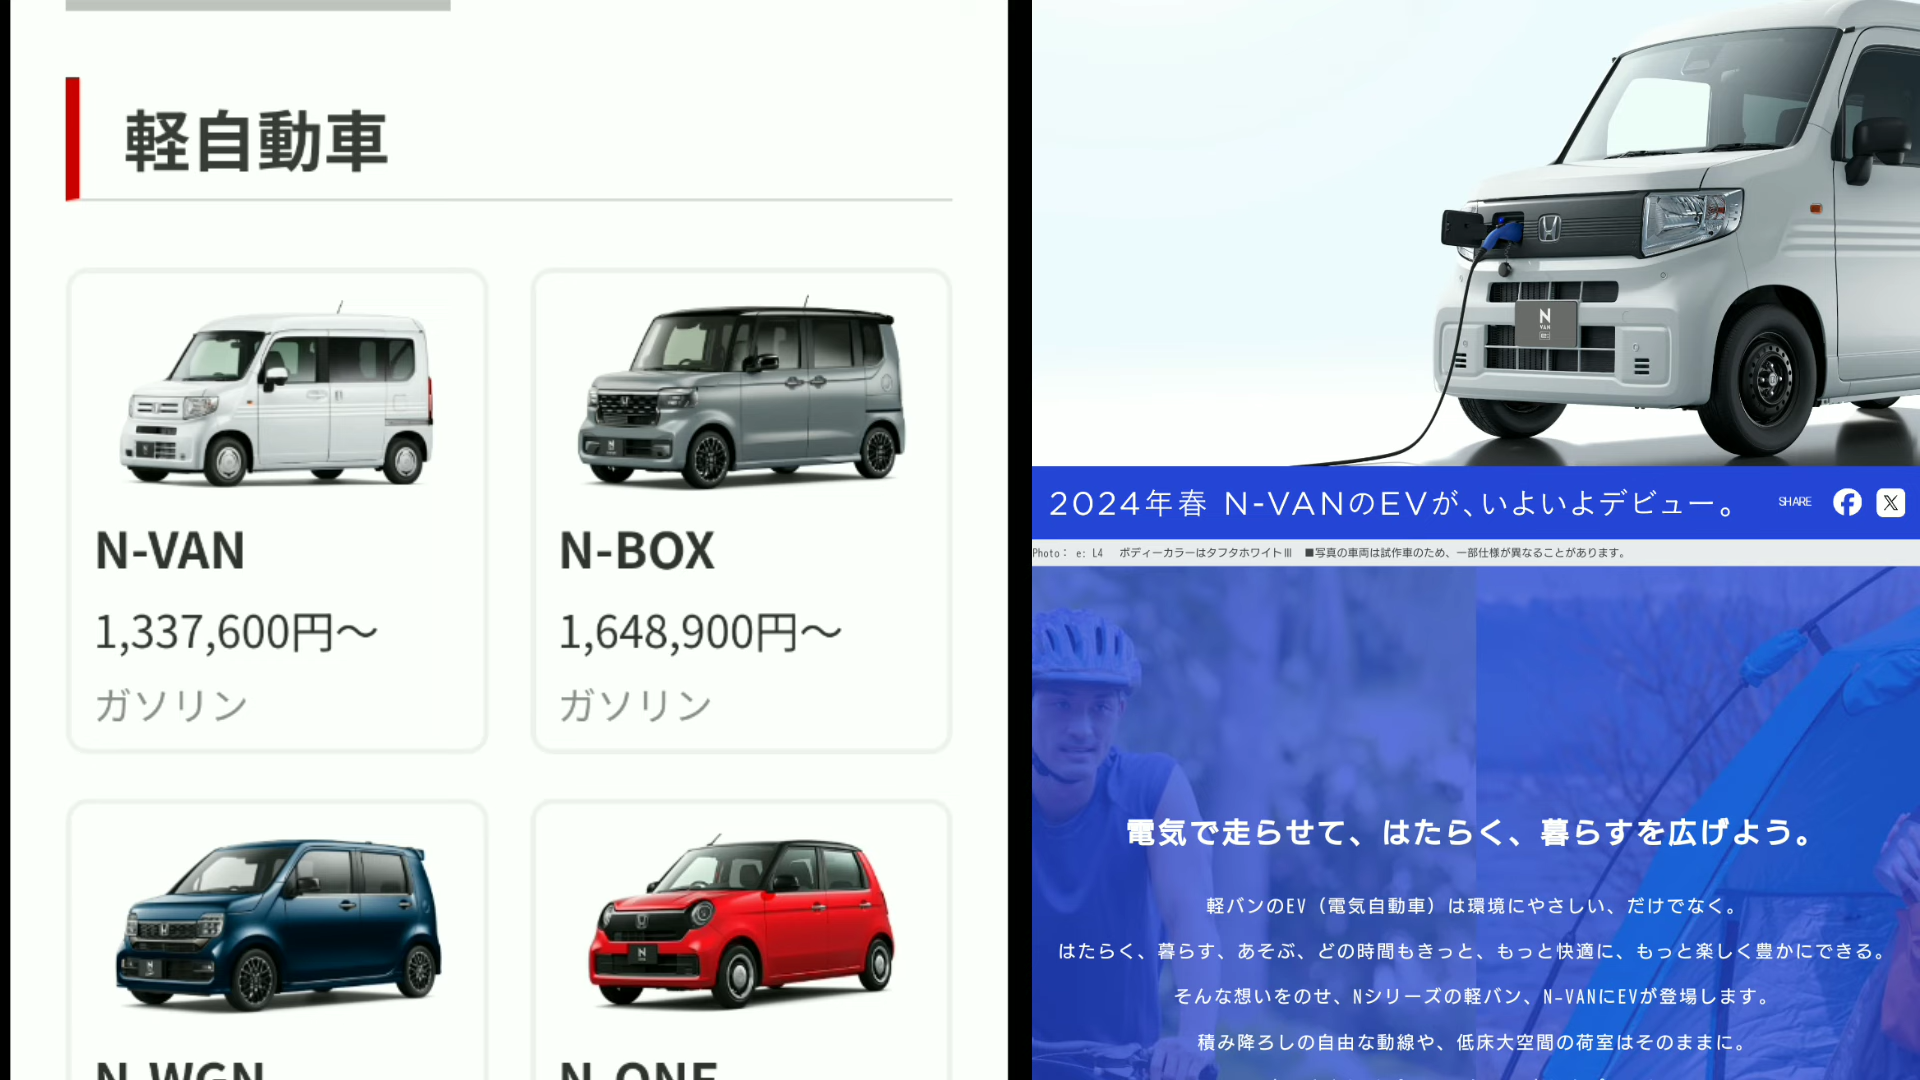 軽自動車
N-VAN
1,337,600円〜
ガソリン
N-BOX
1,648,900円〜
ガソリン
N-WGN
N-ONE
N
VAN
2024年春 N-VANのEVが、いよいよデビュー。
SHARE
Photo： e: L4 ボディーカラーはタフタホワイトⅢ ■写真の車両は試作車のため、一部仕様が異なることがあります。
電気で走らせて、はたらく、暮らすを広げよう。
軽バンのEV（電気自動車）は環境にやさしい、だけでなく。
はたらく、暮らす、あそぶ、どの時間もきっと、もっと快適に、もっと楽しく豊かにできる。
そんな想いをのせ、Nシリーズの軽バン、N-VANにEVが登場します。
積み降ろしの自由な動線や、低床大空間の荷室はそのままに。